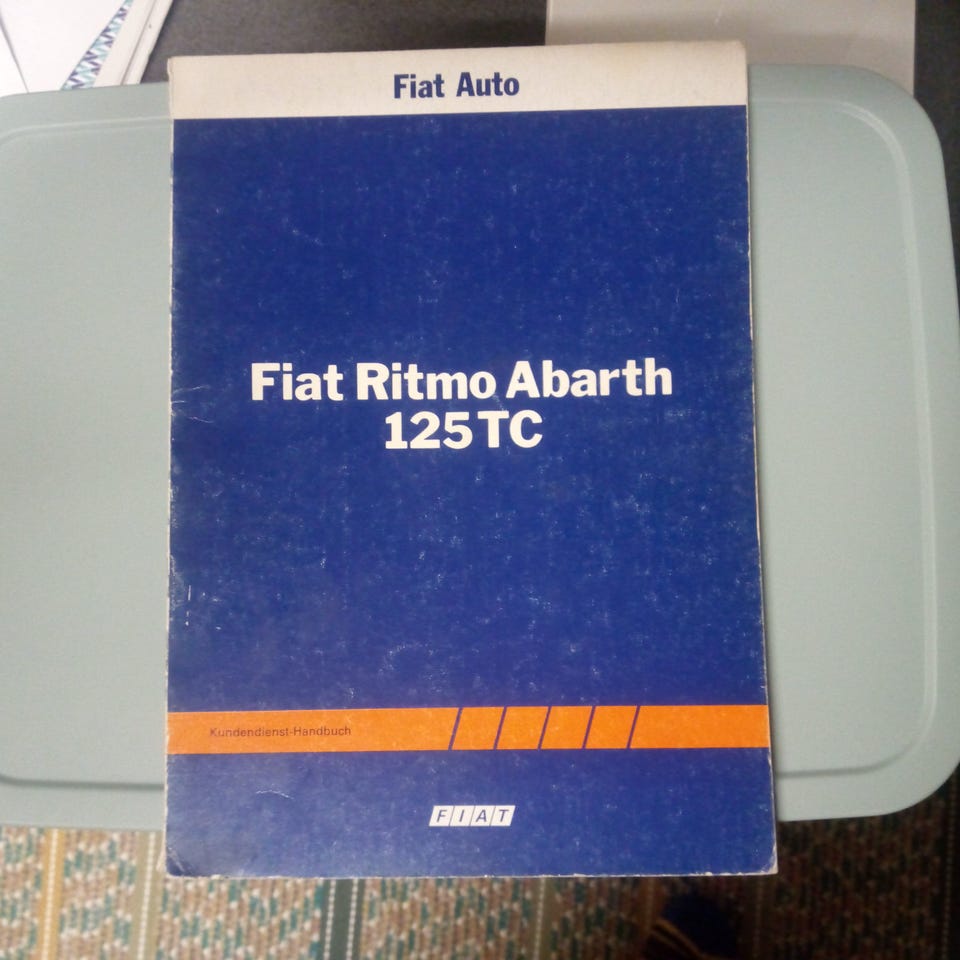 Fiat Auto
Fiat Ritmo Abarth
125 TC
Kundendienst-Handbuch
FIAT